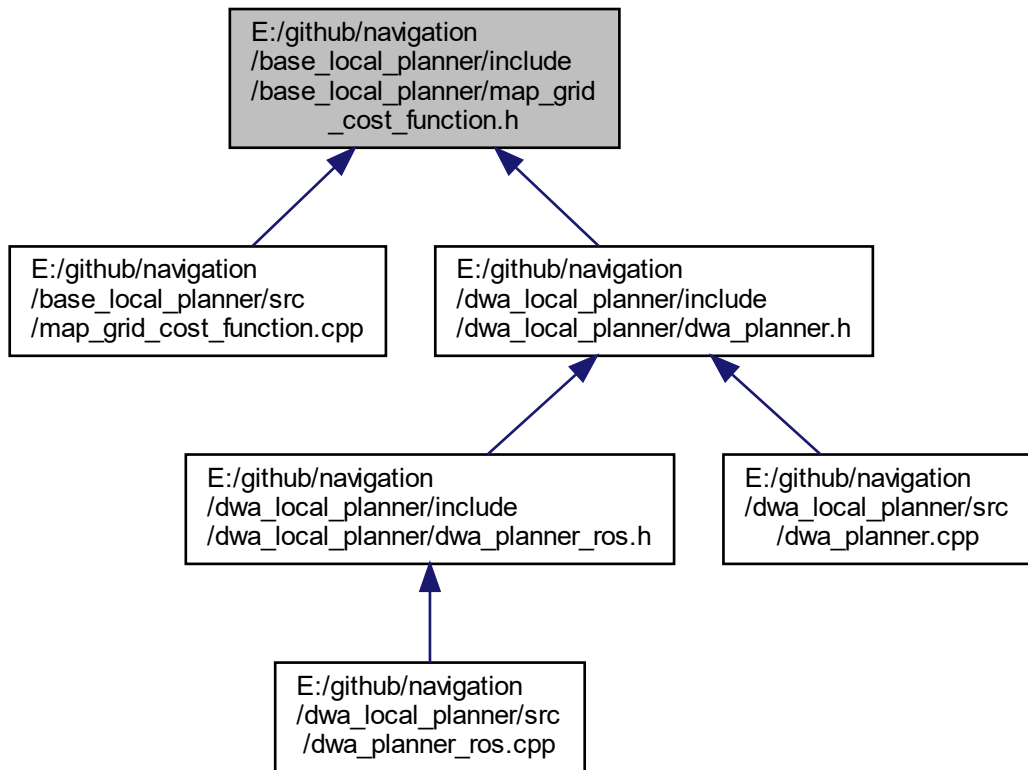 E:/github/navigation
/base_local_planner/include
/base_local_planner/map_grid
_cost_function.h
E:/github/navigation
/base_local_planner/src
/map_grid_cost_function.cpp
E:/github/navigation
/dwa_local_planner/include
/dwa_local_planner/dwa_planner.h
E:/github/navigation
/dwa_local_planner/include
/dwa_local_planner/dwa_planner_ros.h
E:/github/navigation
/dwa_local_planner/src
/dwa_planner.cpp
E:/github/navigation
/dwa_local_planner/src
/dwa_planner_ros.cpp